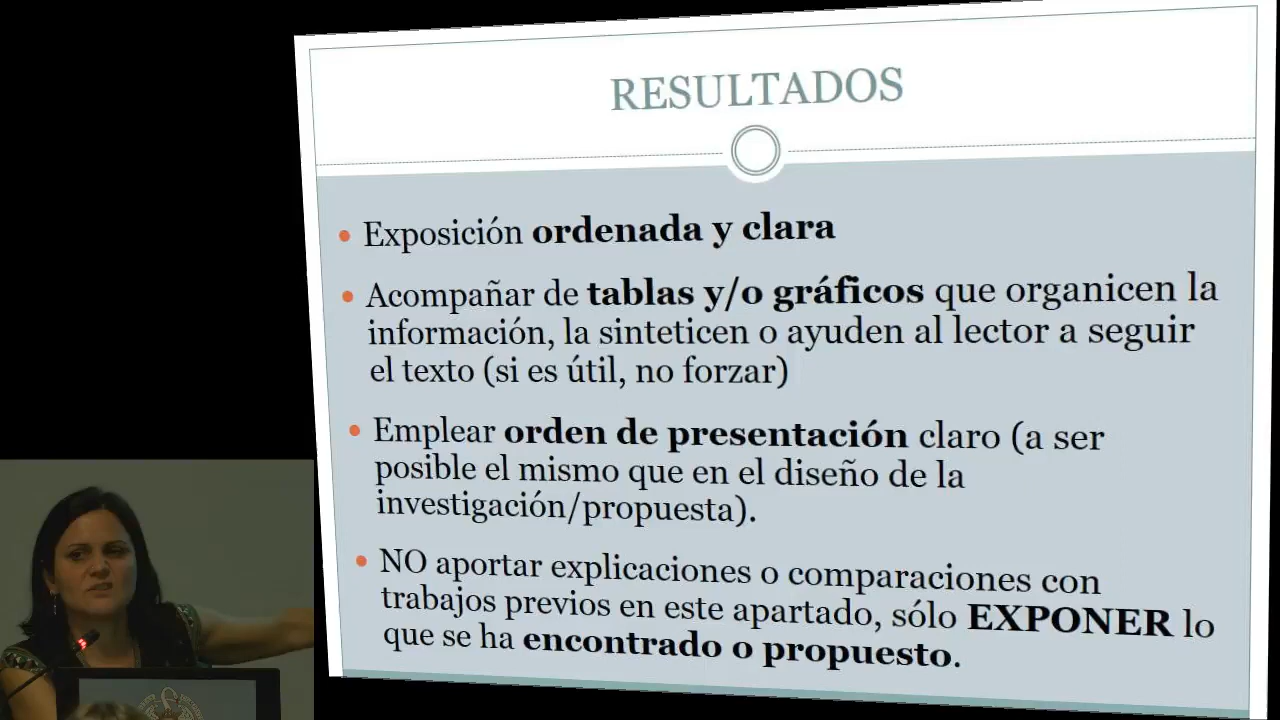 RESULTADOS
Exposición ordenada y clara
Acompañar de tablas y/o gráficos que organicen la
información, la sinteticen o ayuden al lector a seguir
el texto (si es útil, no forzar)
Emplear orden de presentación claro (a ser
posible el mismo que en el diseño de la
investigación/propuesta).
NO aportar explicaciones o comparaciones con
trabajos previos en este apartado, sólo EXPONER lo
que se ha encontrado o propuesto.